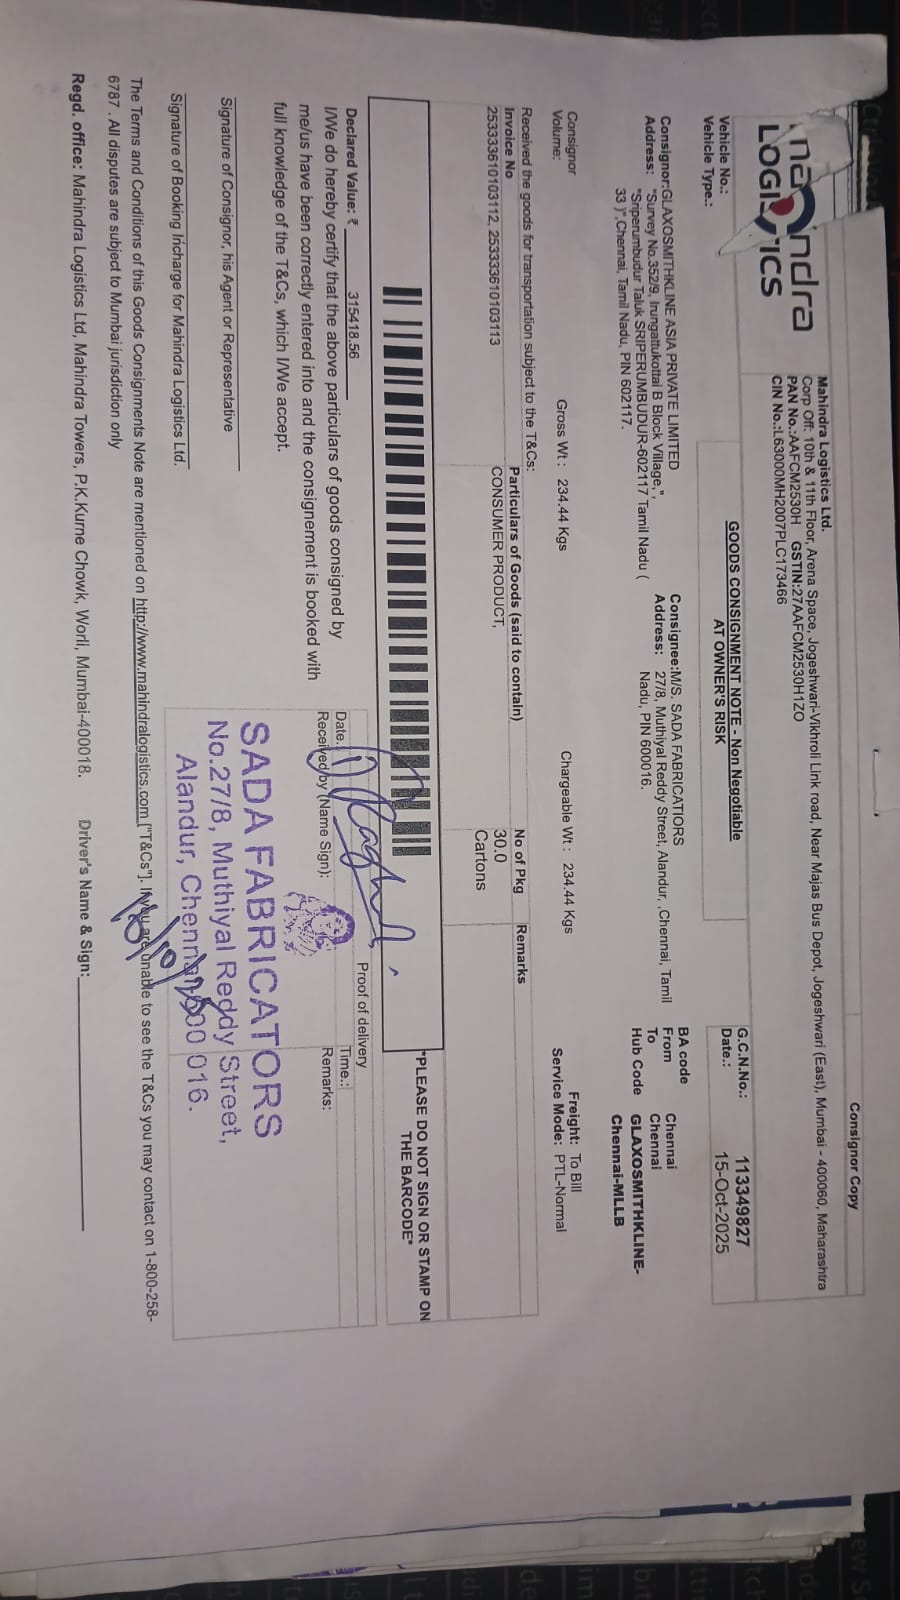 Consignor Copy
mahindra
LOGISTICS
Mahindra Logistics Ltd.
Corp Off: 10th & 11th Floor, Arena Space, Jogeshwari-Vikhroli Link road, Near Majas Bus Depot, Jogeshwari (East), Mumbai - 400060, Maharashtra
PAN No.:AAFCM2530H GSTIN:27AAFCM2530H1ZO
CIN No.:L63000MH2007PLC173466
Vehicle No.:
Vehicle Type.:
GOODS CONSIGNMENT NOTE - Non Negotiable
AT OWNER'S RISK
G.C.N.No.: 113349827
Date.: 15-Oct-2025
Consignor:GLAXOSMITHKLINE ASIA PRIVATE LIMITED
Address: "Survey No.352/9, Irungattukottai B Block Village,",
"Sriperumbudur Taluk SRIPERUMBUDUR-602117 Tamil Nadu (
33 )",Chennai, Tamil Nadu, PIN 602117.
Consignee:M/S. SADA FABRICATIORS
Address: 27/8, Muthiyal Reddy Street, Alandur, ,Chennai, Tamil
Nadu, PIN 600016.
BA code
From Chennai
To Chennai
Hub Code GLAXOSMITHKLINE-
Chennai-MLLB
Consignor
Volume:
Gross Wt : 234.44 Kgs
Chargeable Wt : 234.44 Kgs
Freight: To Bill
Service Mode: PTL-Normal
Received the goods for transportation subject to the T&Cs:
Invoice No Particulars of Goods (said to contain) No of Pkg Remarks
253333610103112, 253333610103113 CONSUMER PRODUCT, 30.0
Cartons
*PLEASE DO NOT SIGN OR STAMP ON
THE BARCODE*
Declared Value: ₹ 315418.56
I/We do hereby certify that the above particulars of goods consigned by
me/us have been correctly entered into and the consignement is booked with
full knowledge of the T&Cs, which I/We accept.
Proof of delivery
Date.: Time.:
Received by (Name Sign): Remarks:
SADA FABRICATORS
No.27/8, Muthiyal Reddy Street,
Alandur, Chennai-600 016.
Signature of Consignor, his Agent or Representative
Signature of Booking Incharge for Mahindra Logistics Ltd.
The Terms and Conditions of this Goods Consignments Note are mentioned on http://www.mahindralogistics.com ["T&Cs"]. If you are unable to see the T&Cs you may contact on 1-800-258-
6787 . All disputes are subject to Mumbai jurisdiction only
Regd. office: Mahindra Logistics Ltd, Mahindra Towers, P.K.Kurne Chowk, Worli, Mumbai-400018. Driver's Name & Sign: